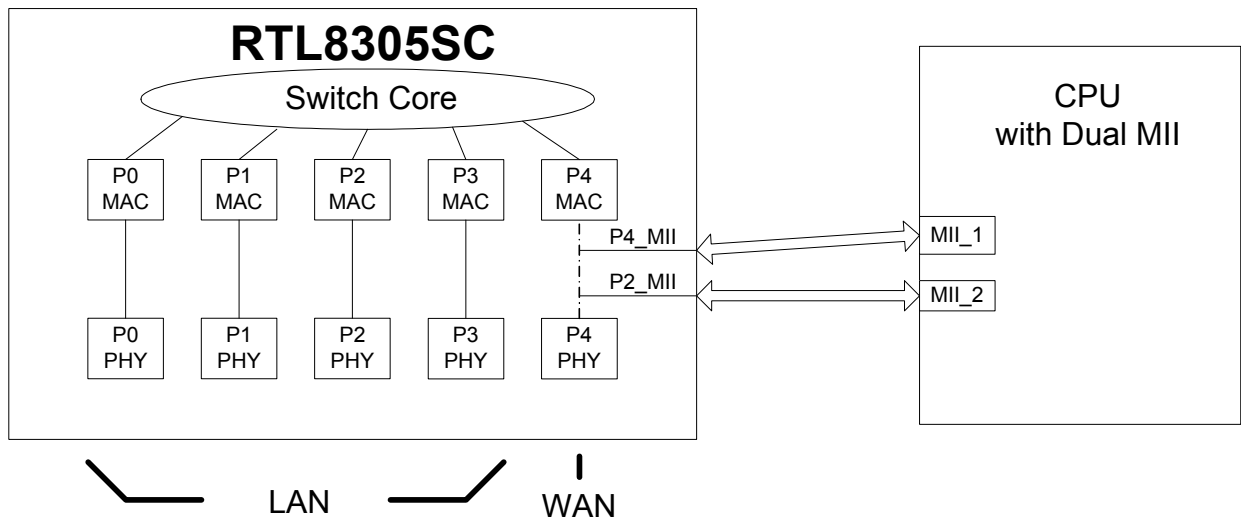 RTL8305SC
Switch Core
CPU
with Dual MII
P0
MAC
P1
MAC
P2
MAC
P3
MAC
P4
MAC
P4_MII
MII_1
P2_MII
MII_2
P0
PHY
P1
PHY
P2
PHY
P3
PHY
P4
PHY
LAN
WAN